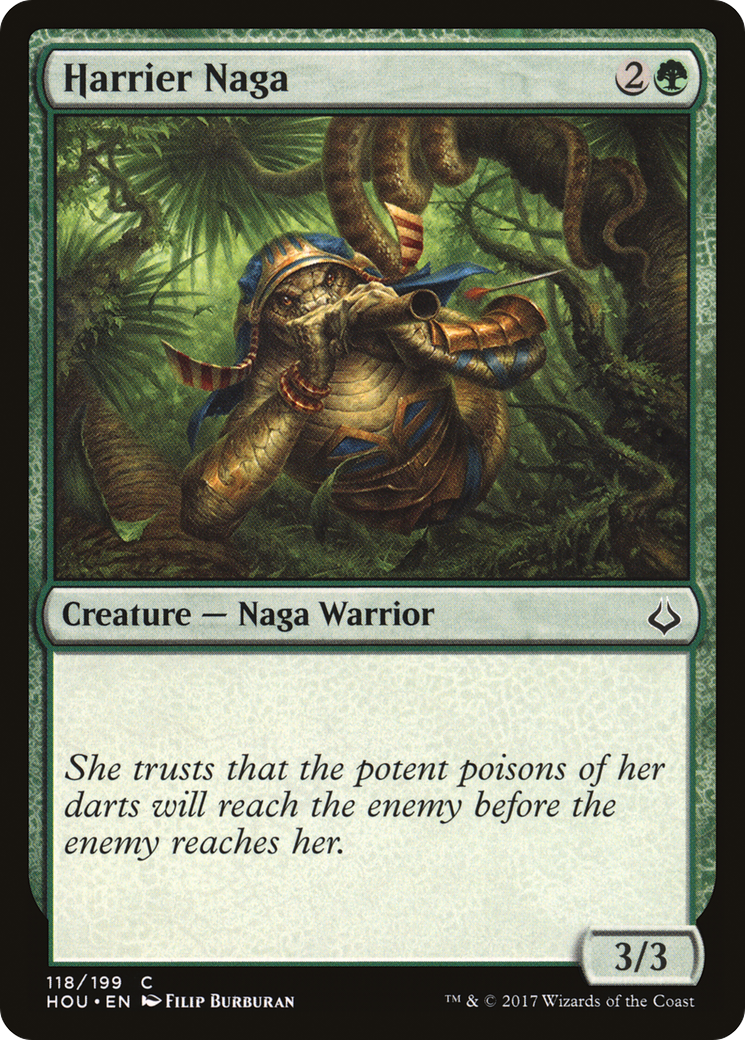 Harrier Naga 2
Creature — Naga Warrior
She trusts that the potent poisons of her
darts will reach the enemy before the
enemy reaches her.
3/3
118/199 C
HOU • EN Filip Burburan
™ & © 2017 Wizards of the Coast